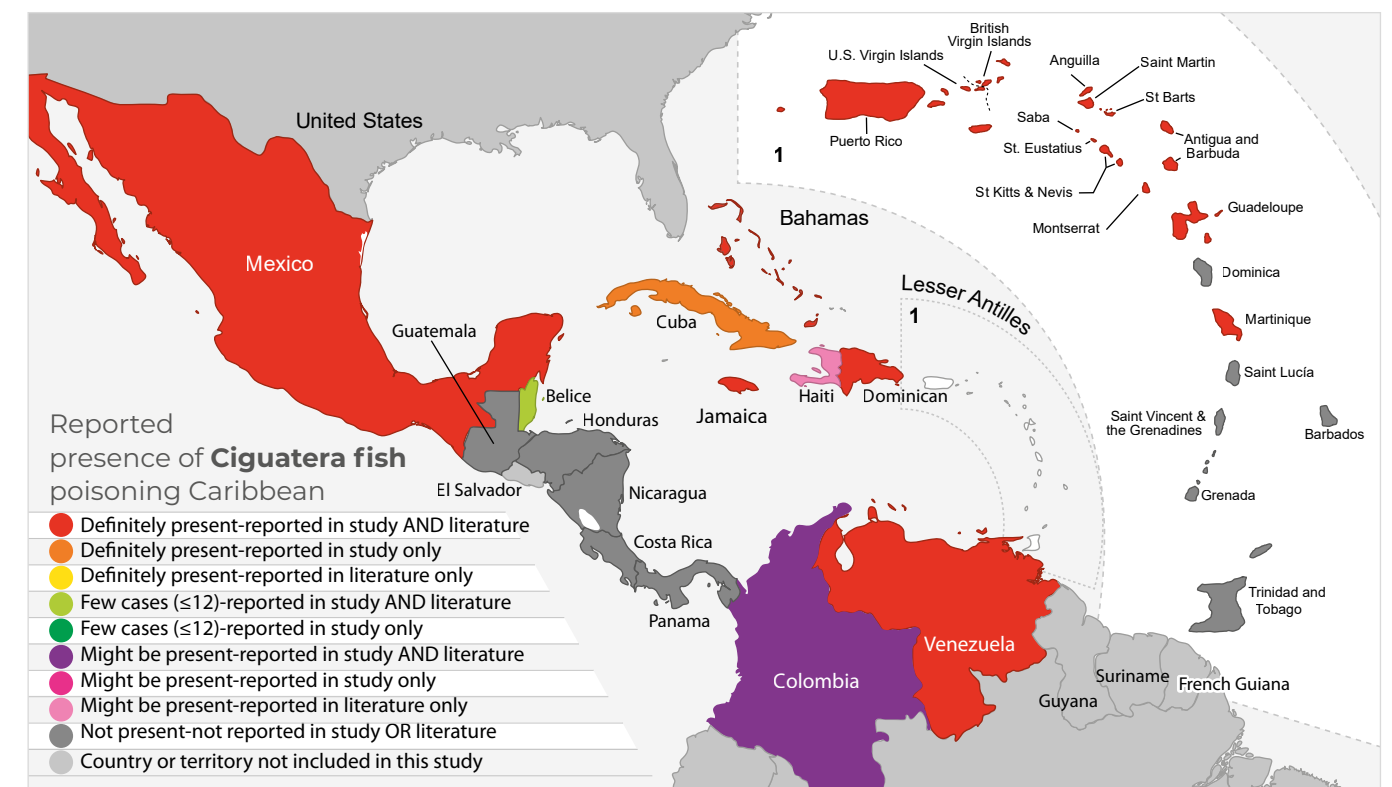 British
Virgin Islands
U.S. Virgin Islands
Anguilla
Saint Martin
St Barts
Saba
Puerto Rico
1
St. Eustatius
Antigua and
Barbuda
St Kitts & Nevis
Montserrat
Guadeloupe
Dominica
Martinique
Saint Lucía
Saint Vincent &
the Grenadines
Barbados
Grenada
Trinidad and
Tobago
United States
Bahamas
Mexico
Lesser Antilles
1
Cuba
Guatemala
Haiti
Dominican
Jamaica
Belice
Honduras
El Salvador
Nicaragua
Costa Rica
Panama
Venezuela
Colombia
Guyana
Suriname
French Guiana
Reported
presence of Ciguatera fish
poisoning Caribbean
Definitely present-reported in study AND literature
Definitely present-reported in study only
Definitely present-reported in literature only
Few cases (≤12)-reported in study AND literature
Few cases (≤12)-reported in study only
Might be present-reported in study AND literature
Might be present-reported in study only
Might be present-reported in literature only
Not present-not reported in study OR literature
Country or territory not included in this study